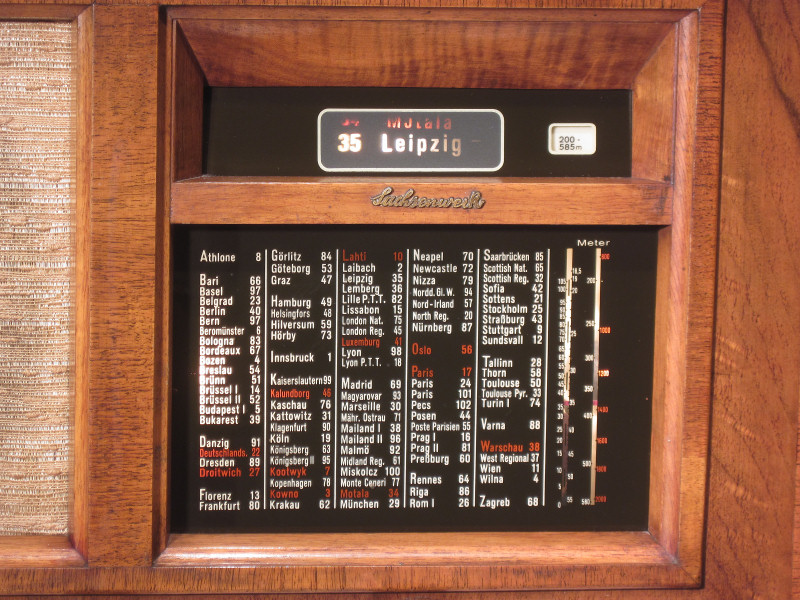 34 Motala
35 Leipzig
200-
585m
Sachsenwerk
Meter
Athlone 8
Bari 66
Basel 97
Belgrad 23
Berlin 40
Bern 97
Beromünster 6
Bologna 83
Bordeaux 67
Bozen 4
Breslau 54
Brünn 51
Brüssel I 14
Brüssel II 52
Budapest I 5
Bukarest 39
Danzig 91
Deutschlands. 22
Dresden 89
Droitwich 27
Florenz 13
Frankfurt 80
Görlitz 84
Göteborg 53
Graz 47
Hamburg 49
Helsingfors 48
Hilversum 59
Hörby 73
Innsbruck 1
Kaiserslautern 99
Kalundborg 46
Kaschau 76
Kattowitz 31
Klagenfurt 90
Köln 19
Königsberg 63
Königsberg II 95
Kootwyk 7
Kopenhagen 78
Kowno 3
Krakau 62
Lahti 10
Laibach 2
Leipzig 35
Lemberg 36
Lille P.T.T. 82
Lissabon 15
London Nat. 75
London Reg. 45
Luxemburg 41
Lyon 98
Lyon P.T.T. 18
Madrid 69
Magyarovar 93
Marseille 30
Mähr. Ostrau 71
Mailand I 38
Mailand II 96
Malmö 92
Midland Reg. 61
Miskolcz 100
Monte Ceneri 77
Motala 34
München 29
Neapel 70
Newcastle 72
Nizza 79
Nordd. Gl. W. 94
Nord-Irland 57
North Reg. 20
Nürnberg 87
Oslo 56
Paris 17
Paris 24
Paris 101
Pecs 102
Posen 44
Poste Parisien 55
Prag I 16
Prag II 81
Preßburg 60
Rennes 64
Riga 86
Rom I 26
Saarbrücken 85
Scottish Nat. 65
Scottish Reg. 32
Sofia 42
Sottens 21
Stockholm 25
Straßburg 43
Stuttgart 9
Sundsvall 12
Tallinn 28
Thorn 58
Toulouse 50
Toulouse Pyr. 33
Turin I 74
Varna 88
Warschau 38
West Regional 37
Wien 11
Wilna 4
Zagreb 68